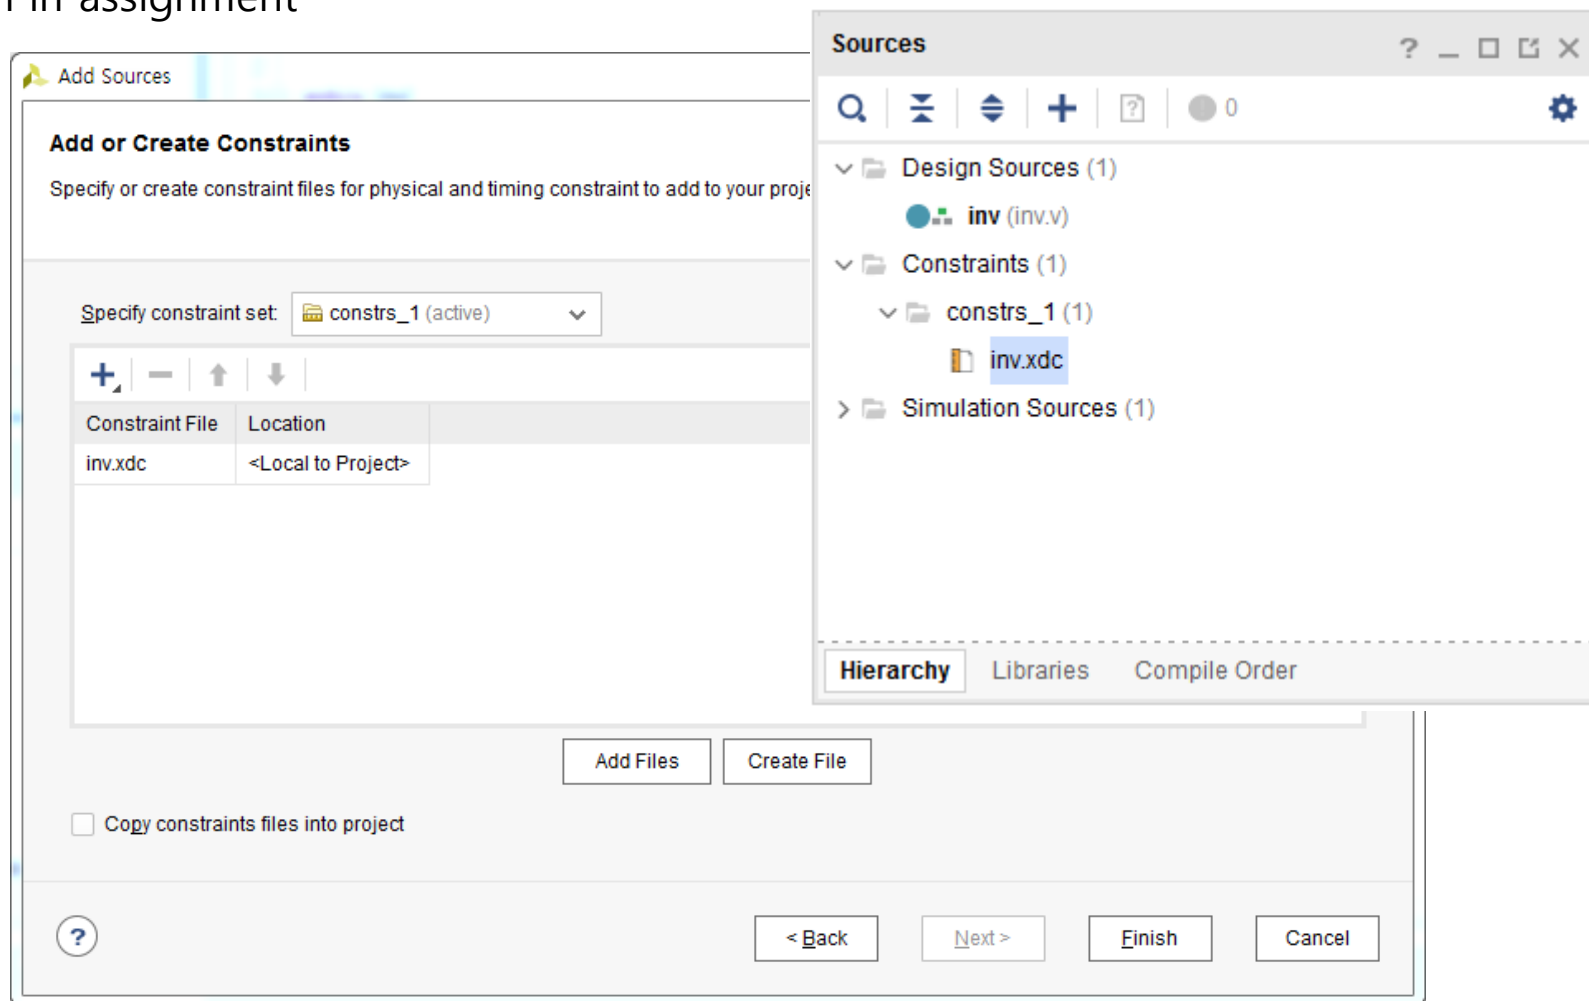 assignment
Add Sources
Add or Create Constraints
Specify or create constraint files for physical and timing constraint to add to your proje
Specify constraint set: constrs_1 (active)
Constraint File Location
inv.xdc <Local to Project>
Add Files Create File
Copy constraints files into project
? < Back Next > Finish Cancel
Sources ?
? 0
Design Sources (1)
inv (inv.v)
Constraints (1)
constrs_1 (1)
inv.xdc
Simulation Sources (1)
Hierarchy Libraries Compile Order